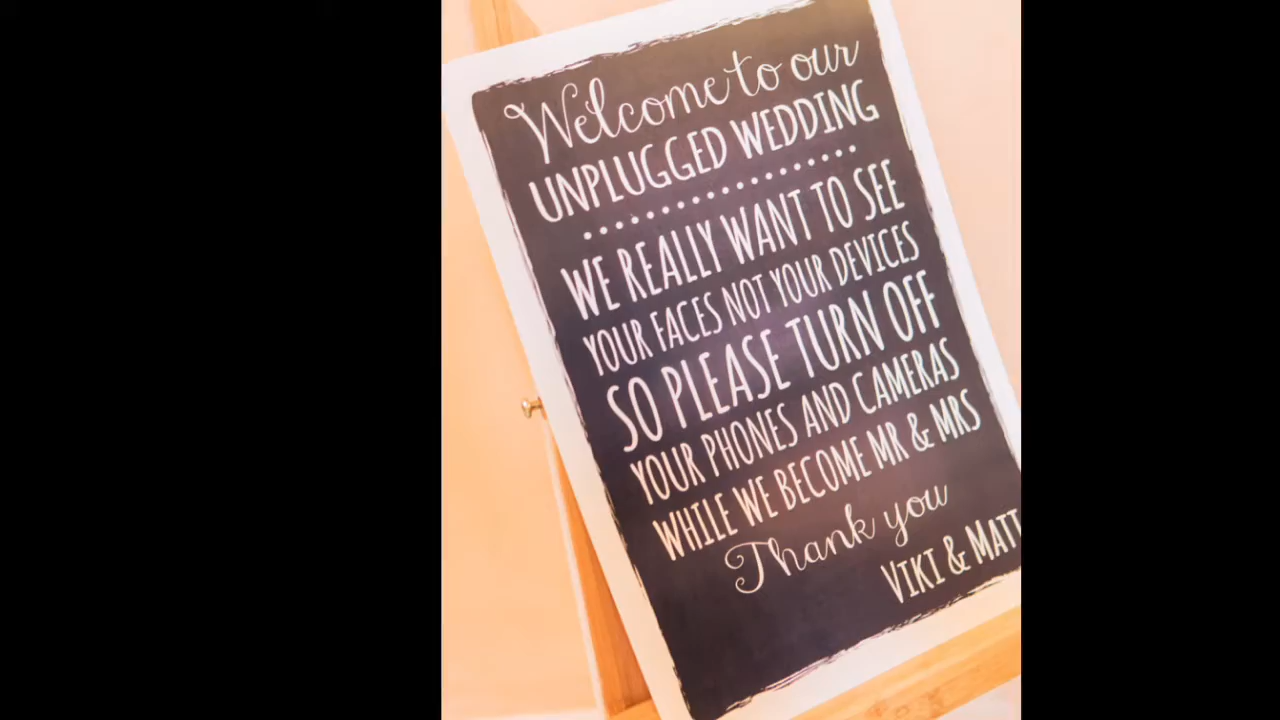 Welcome to our
UNPLUGGED WEDDING
WE REALLY WANT TO SEE
YOUR FACES NOT YOUR DEVICES
SO PLEASE TURN OFF
YOUR PHONES AND CAMERAS
WHILE WE BECOME MR & MRS
Thank you
VIKI & MATT